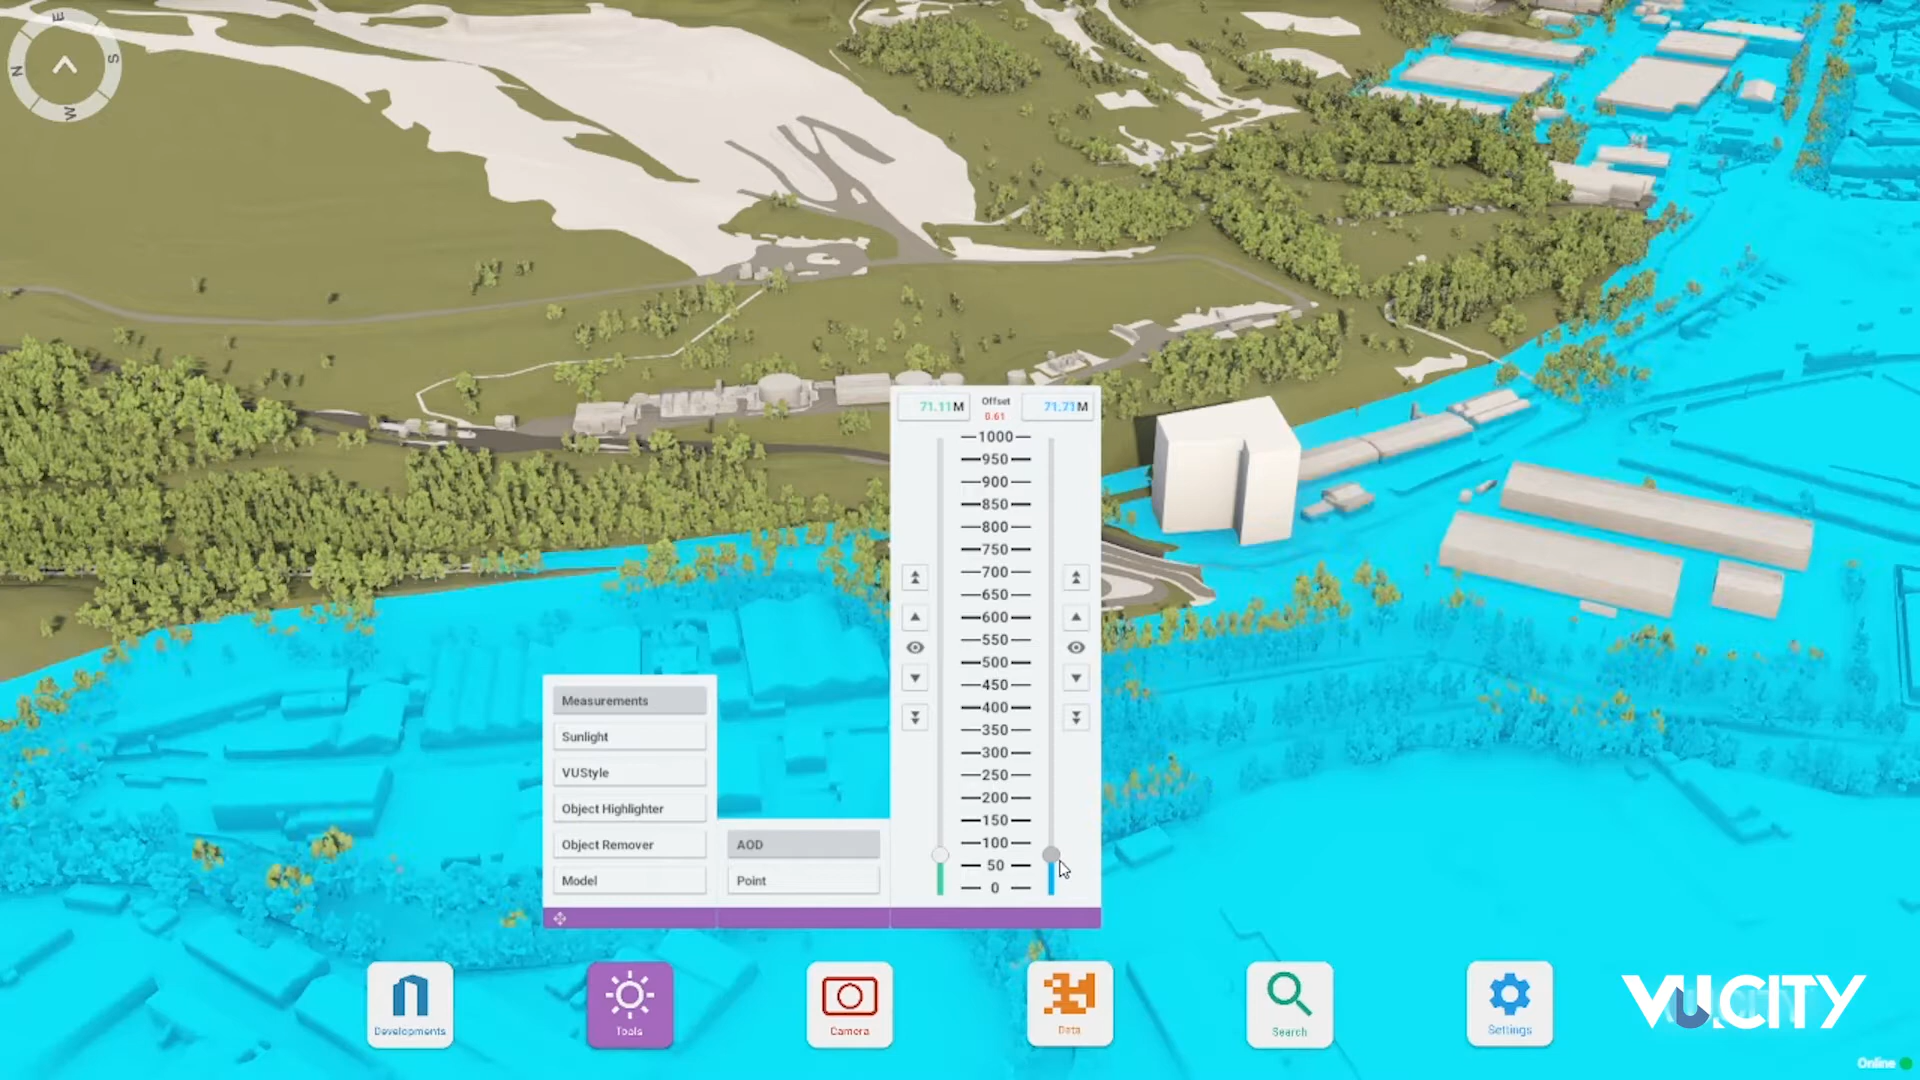 E
N
S
W
71.11M
Offset
0.61
71.71M
1000
950
900
850
800
750
700
650
600
550
500
450
400
350
300
250
200
150
100
50
0
Measurements
Sunlight
VUStyle
Object Highlighter
Object Remover
Model
AOD
Point
Developments
Tools
Camera
Data
Search
Settings
VU.CITY
Online